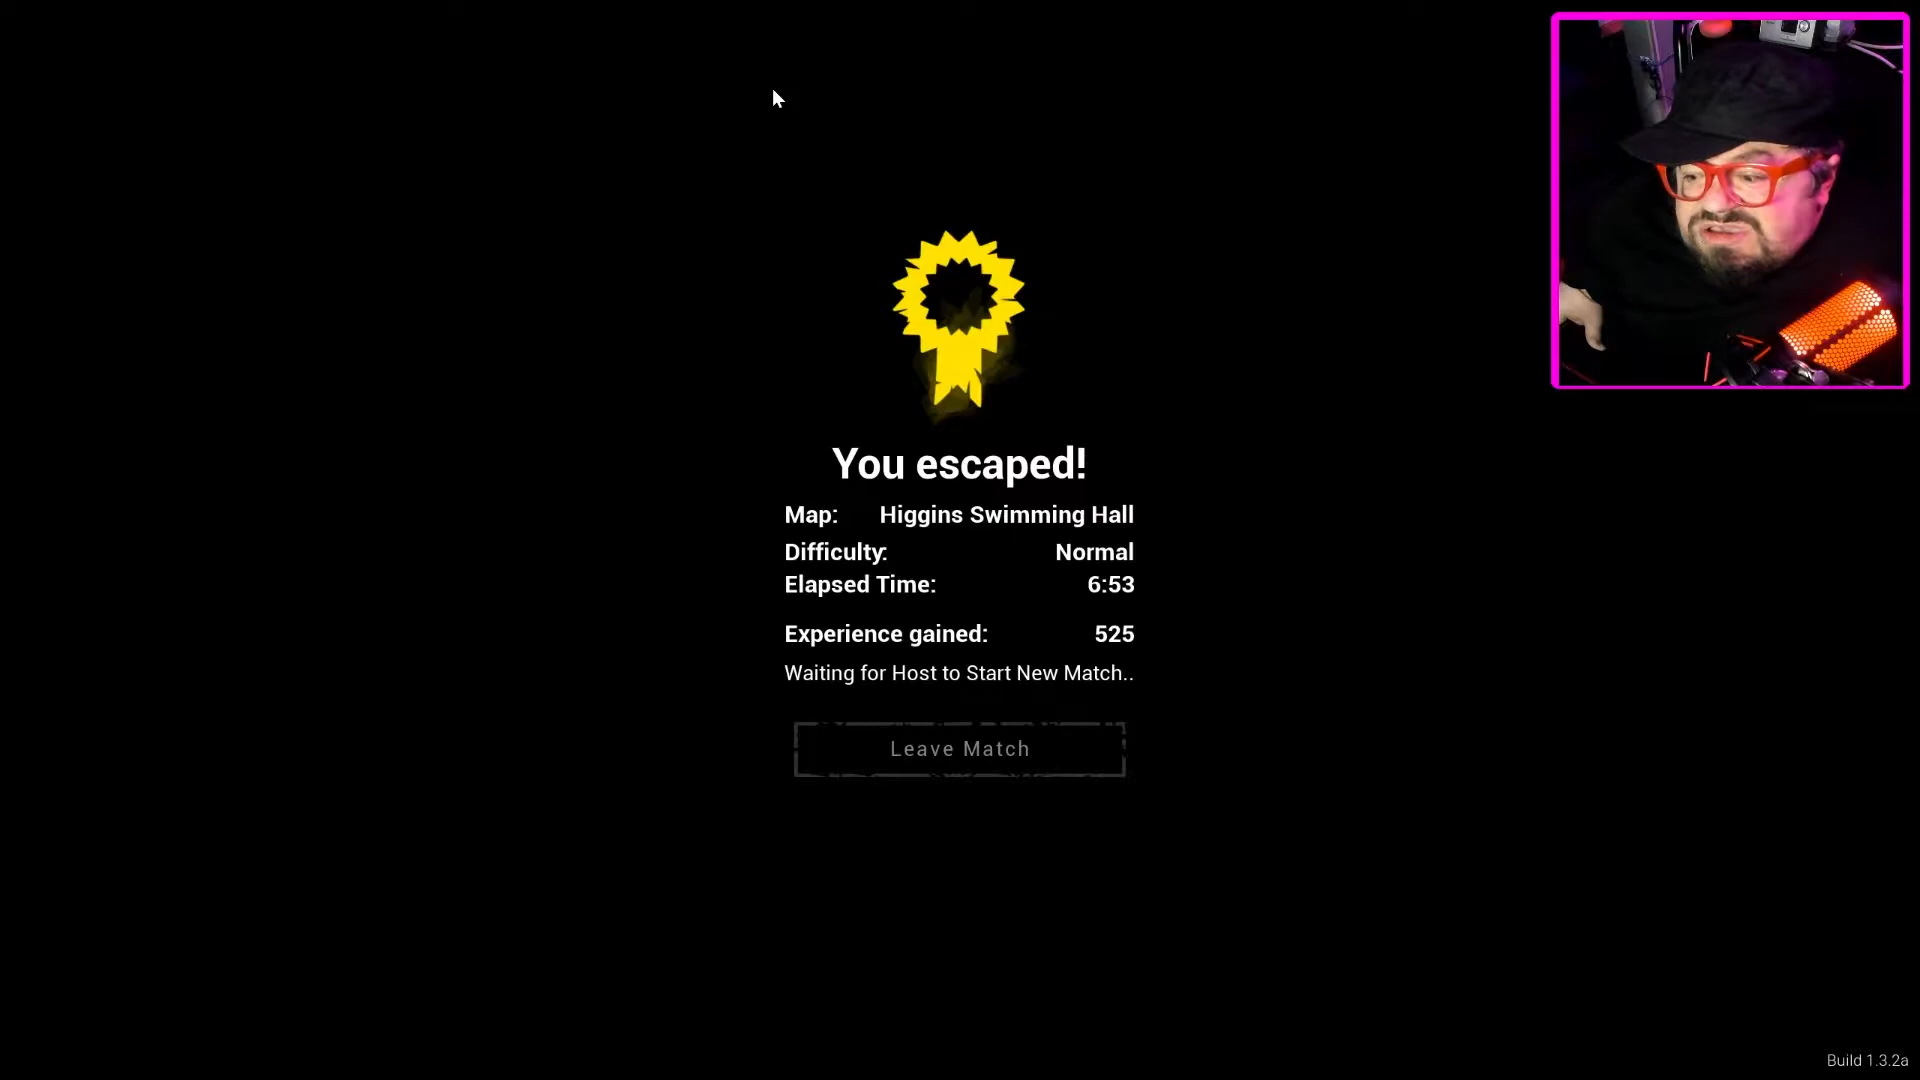 You escaped!
Map: Higgins Swimming Hall
Difficulty: Normal
Elapsed Time: 6:53
Experience gained: 525
Waiting for Host to Start New Match..
Leave Match
Build 1.3.2a